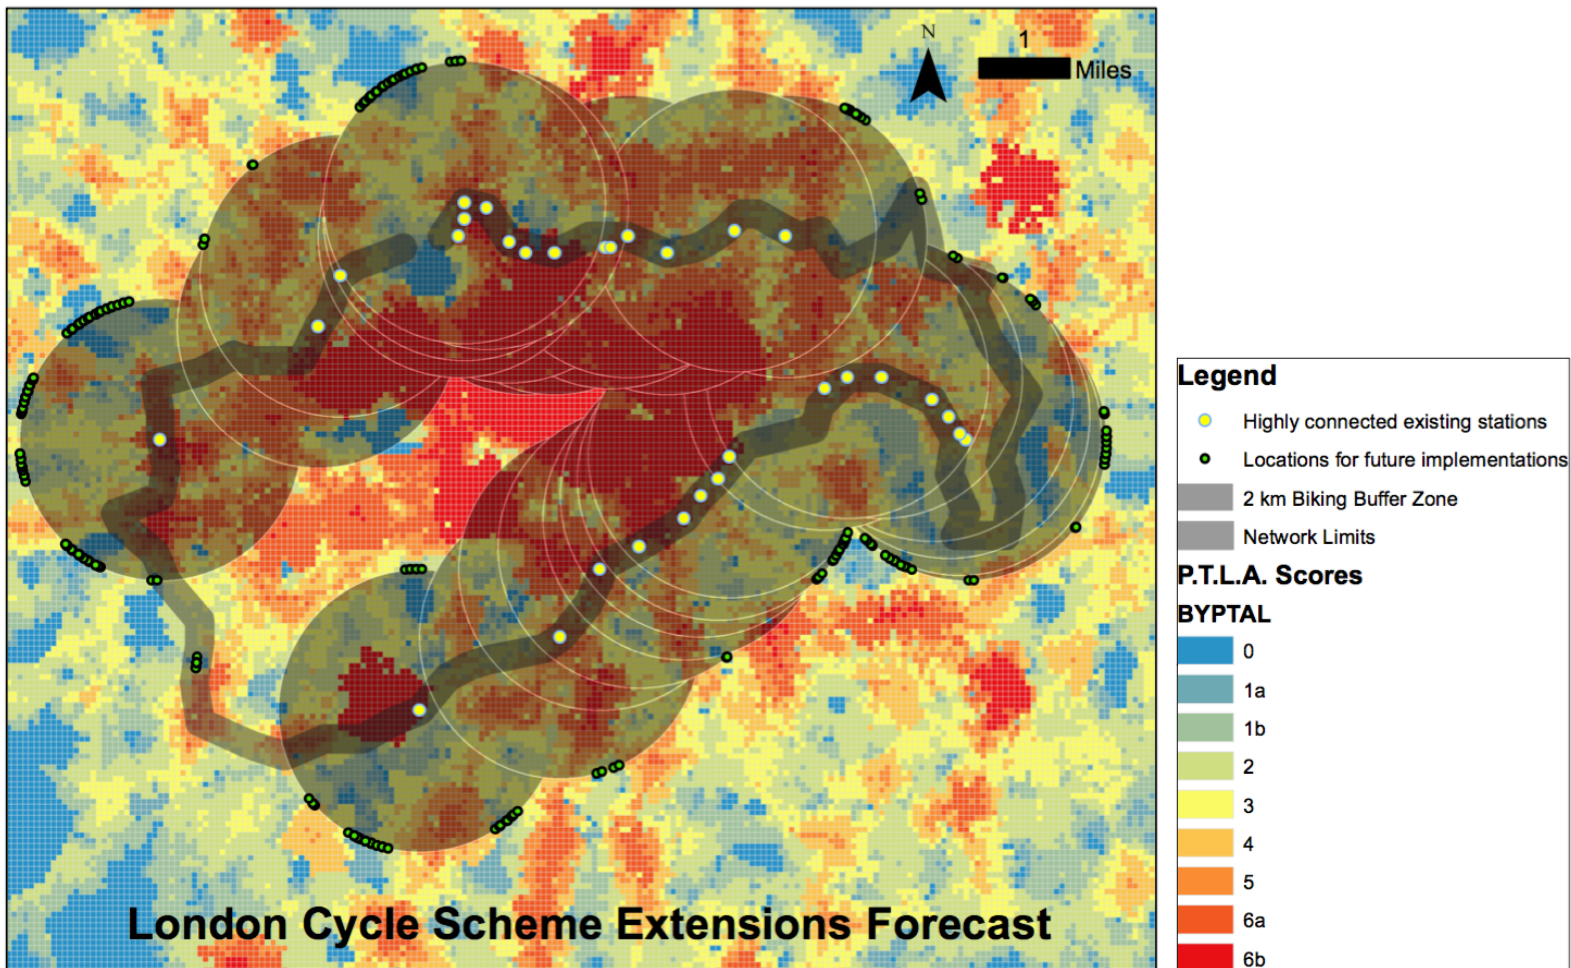 N
1
Miles
London Cycle Scheme Extensions Forecast
Legend
Highly connected existing stations
Locations for future implementations
2 km Biking Buffer Zone
Network Limits
P.T.L.A. Scores
BYPTAL
0
1a
1b
2
3
4
5
6a
6b